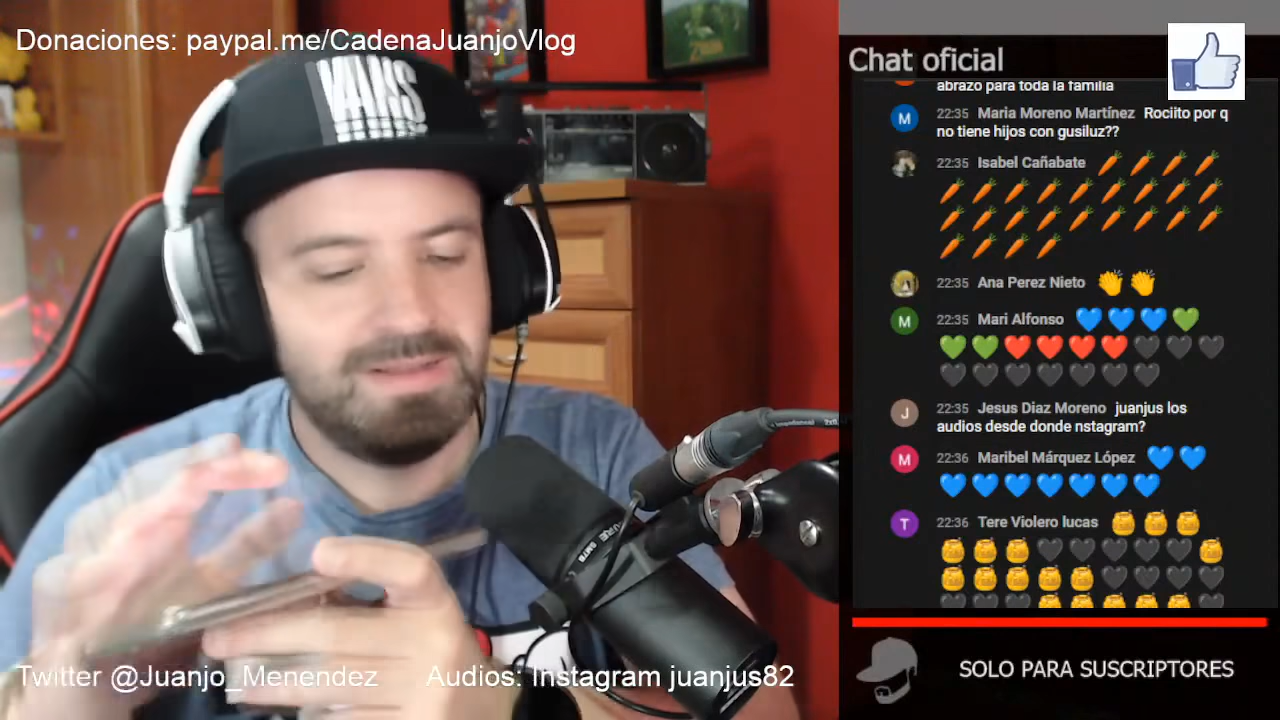 Donaciones: paypal.me/CadenaJuanjoVlog
VANS
Chat oficial
abrazo para toda la familia
22:35 Maria Moreno Martínez Rociito por q
no tiene hijos con gusiluz??
22:35 Isabel Cañabate 🥕🥕🥕🥕
🥕🥕🥕🥕🥕🥕🥕🥕🥕
🥕🥕🥕🥕🥕🥕🥕🥕🥕
🥕🥕🥕🥕
22:35 Ana Perez Nieto 👏👏
M
22:35 Mari Alfonso 💙💙💙💚
💚💚❤️❤️❤️❤️🖤🖤🖤
🖤🖤🖤🖤🖤🖤🖤
J
22:35 Jesus Diaz Moreno juanjus los
audios desde donde nstagram?
M
22:36 Maribel Márquez López 💙💙
💙💙💙💙💙💙💙
T
22:36 Tere Violero lucas 🍯🍯🍯
🍯🍯🍯🖤🖤🖤🖤🖤🍯
🍯🍯🍯🍯🍯🖤🖤🖤🖤
🖤🖤🖤🍯🍯🍯🍯🍯🖤
SOLO PARA SUSCRIPTORES
Twitter @Juanjo_Menendez
Audios: Instagram juanjus82